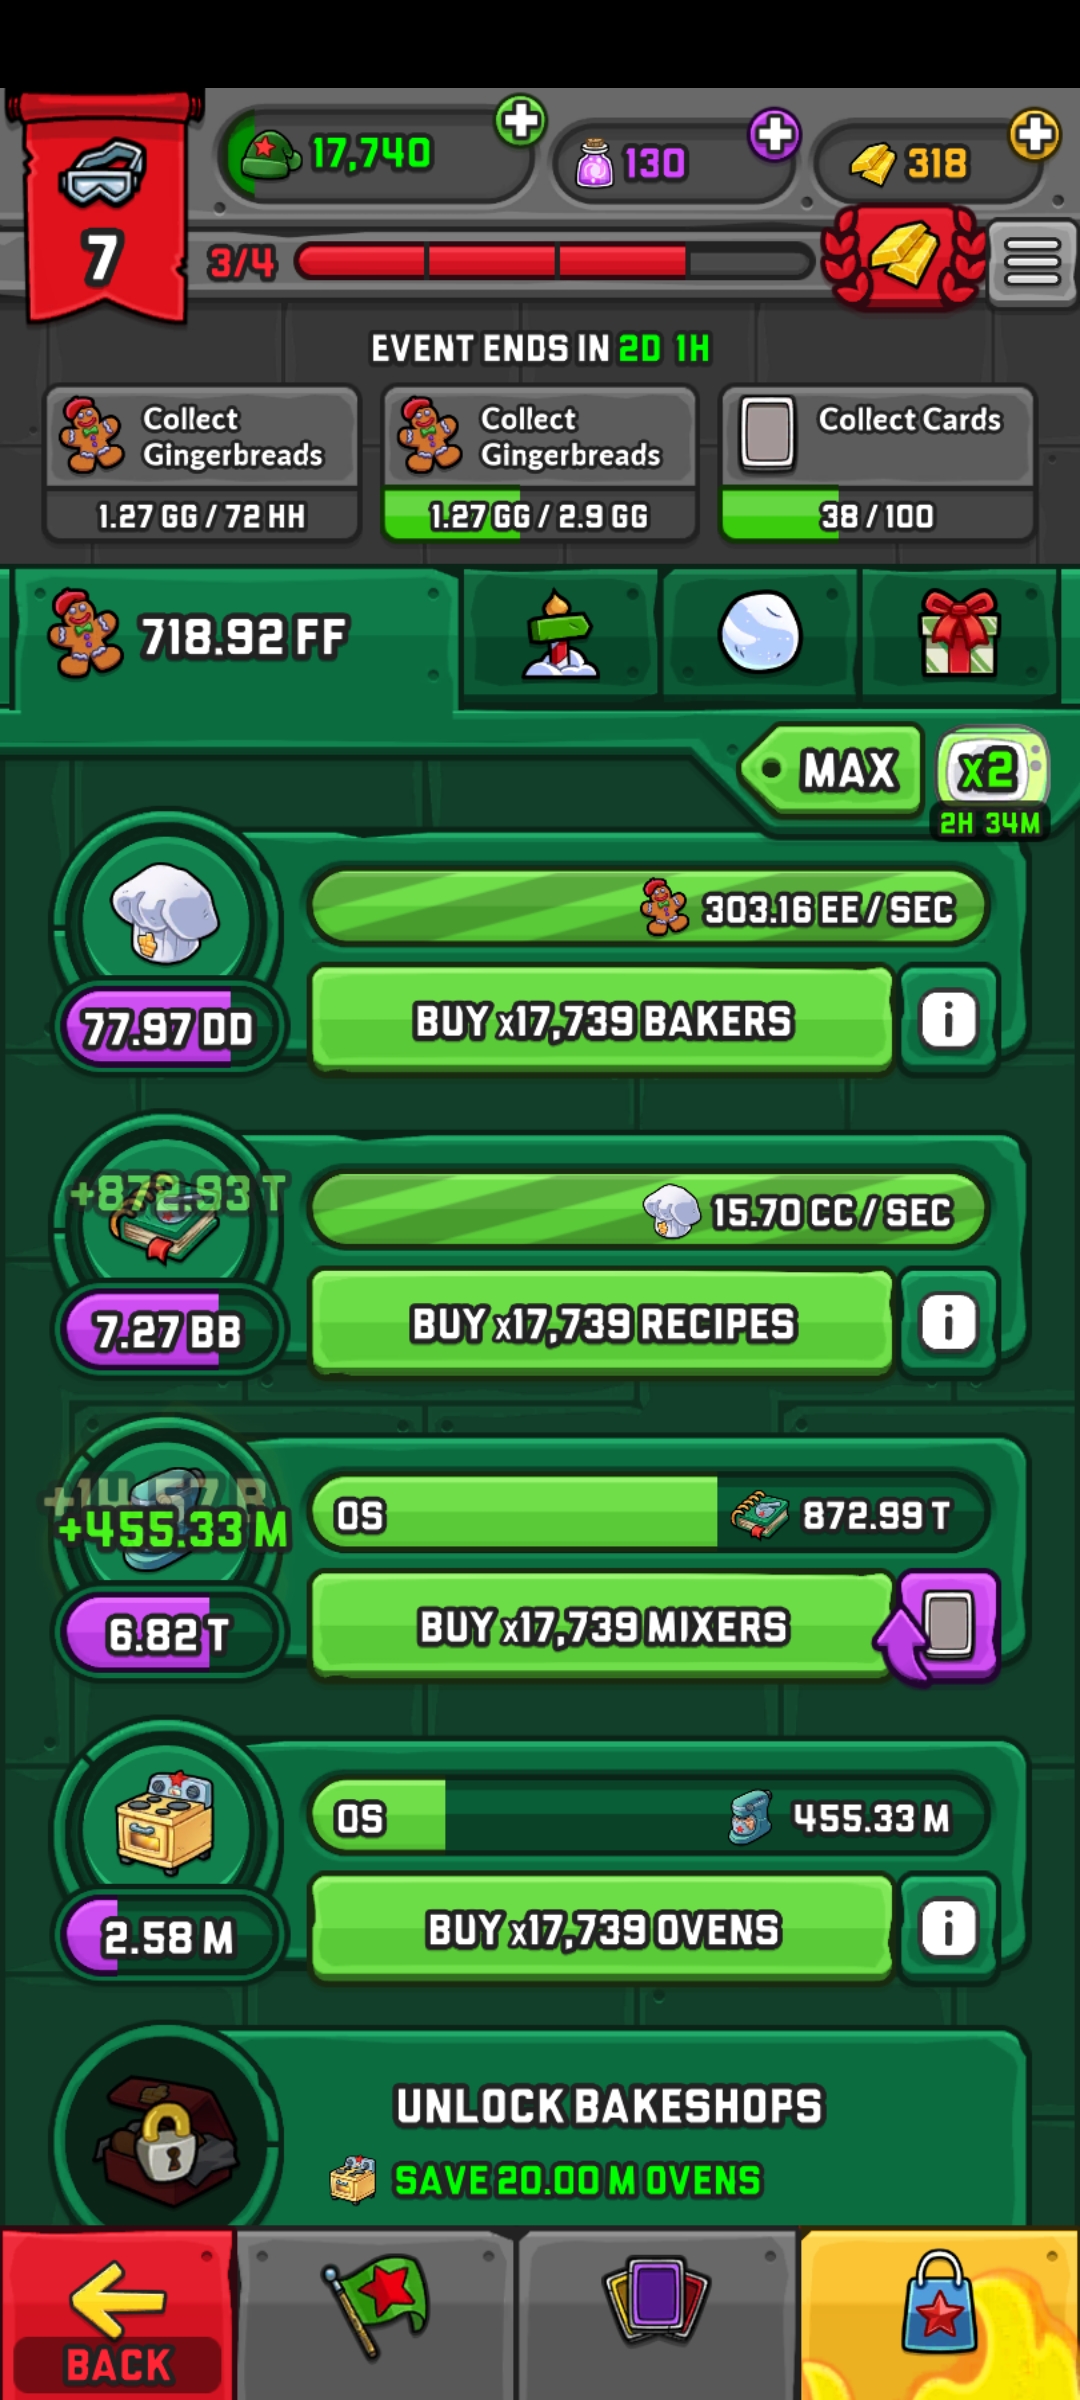 17,740
130
318
7
3/4
EVENT ENDS IN 2D 1H
Collect Gingerbreads
1.27 GG / 72 HH
Collect Gingerbreads
1.27 GG / 2.9 GG
Collect Cards
38 / 100
718.92 FF
MAX
x2
2H 34M
303.16 EE / SEC
77.97 DD
BUY x17,739 BAKERS
i
+872.93 T
15.70 CC / SEC
7.27 BB
BUY x17,739 RECIPES
i
+455.33 M
0S
872.99 T
6.82 T
BUY x17,739 MIXERS
0S
455.33 M
2.58 M
BUY x17,739 OVENS
i
UNLOCK BAKESHOPS
SAVE 20.00 M OVENS
BACK